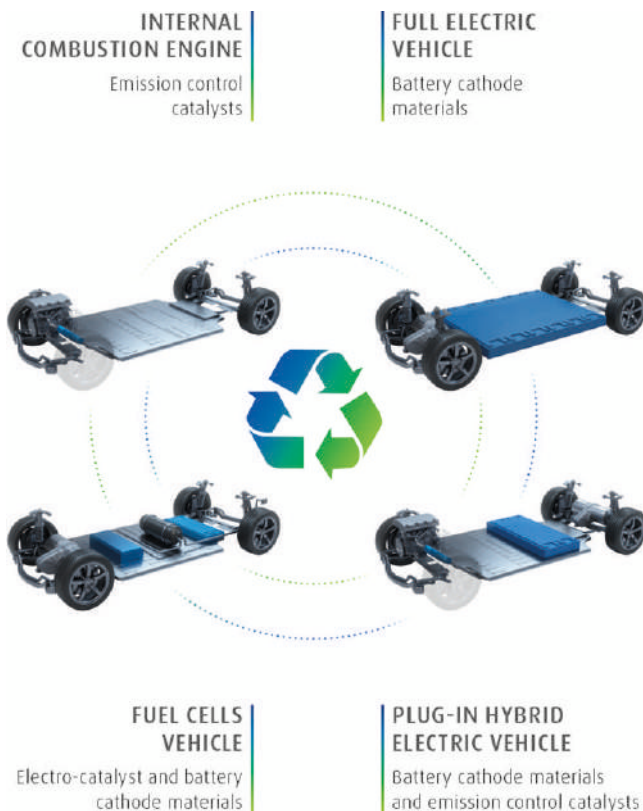 INTERNAL
COMBUSTION ENGINE
Emission control
catalysts
FULL ELECTRIC
VEHICLE
Battery cathode
materials
FUEL CELLS
VEHICLE
Electro-catalyst and battery
cathode materials
PLUG-IN HYBRID
ELECTRIC VEHICLE
Battery cathode materials
and emission control catalysts